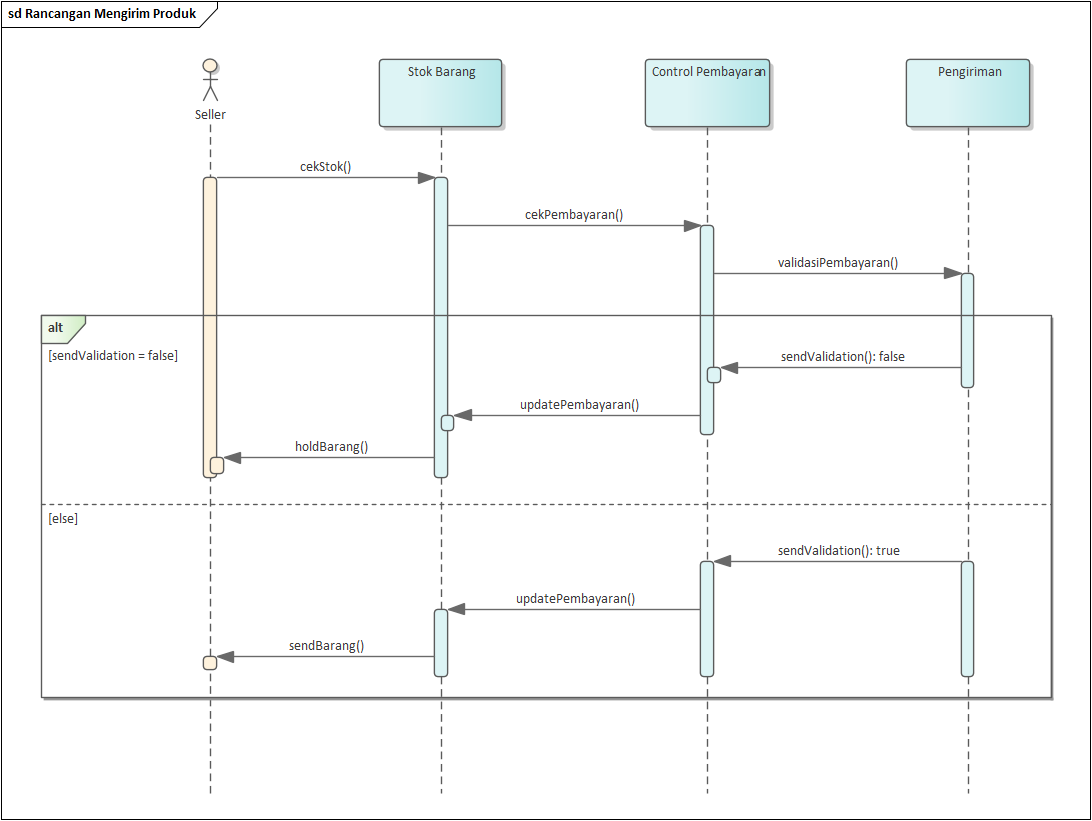 sd Rancangan Mengirim Produk
Stok Barang
Control Pembayaran
Pengiriman
Seller
cekStok()
cekPembayaran()
validasiPembayaran()
alt
[sendValidation = false]
sendValidation(): false
updatePembayaran()
holdBarang()
[else]
sendValidation(): true
updatePembayaran()
sendBarang()